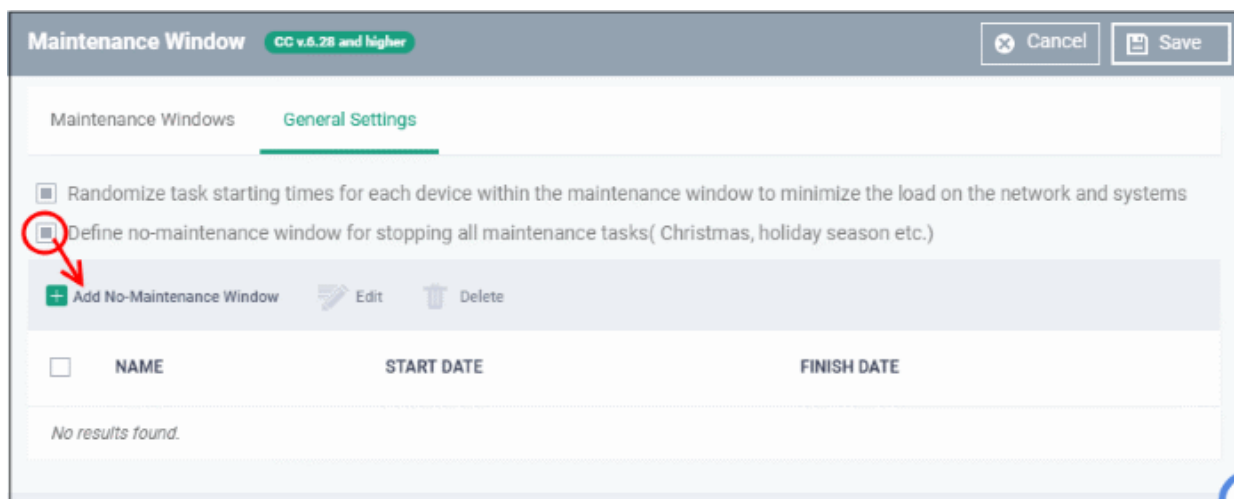 Maintenance Window CC v.6.28 and higher Cancel Save
Maintenance Windows General Settings
Randomize task starting times for each device within the maintenance window to minimize the load on the network and systems
Define no-maintenance window for stopping all maintenance tasks( Christmas, holiday season etc.)
Add No-Maintenance Window Edit Delete
NAME START DATE FINISH DATE
No results found.